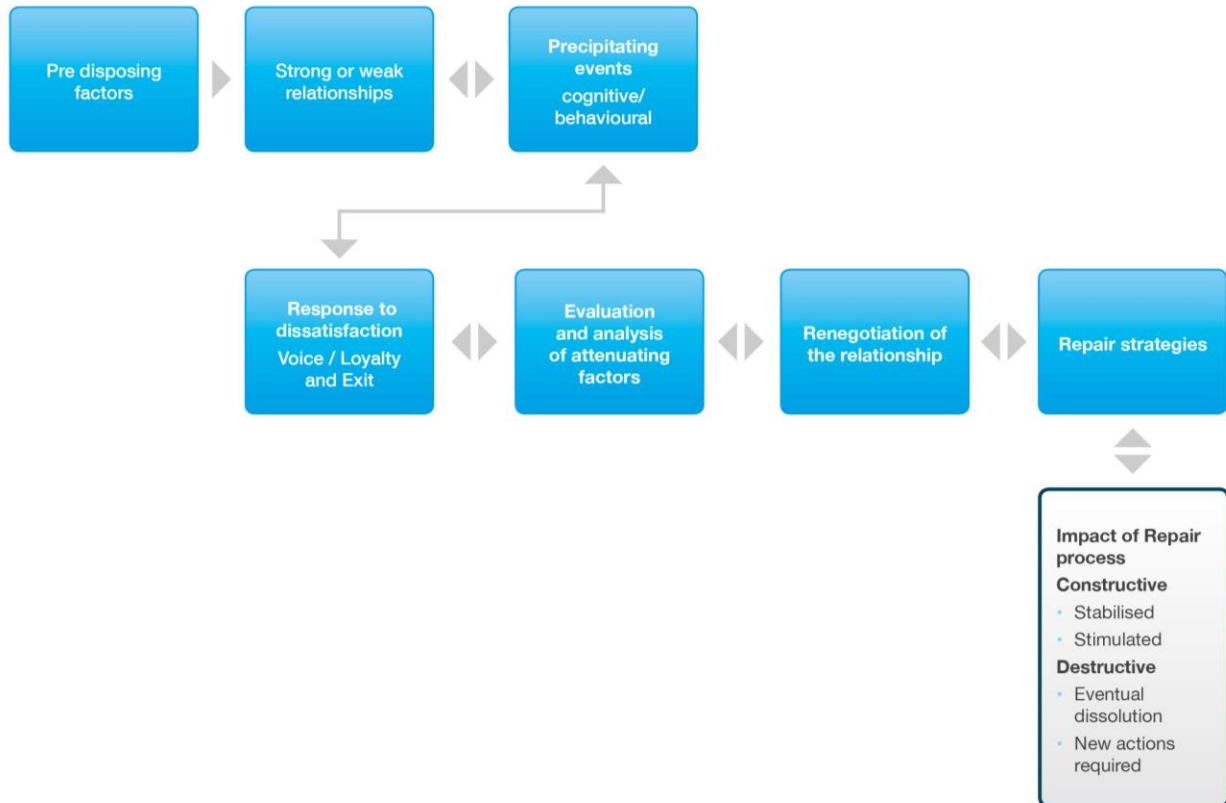 Pre disposing
factors
Strong or weak
relationships
Precipitating
events
cognitive/
behavioural
Response to
dissatisfaction
Voice / Loyalty
and Exit
Evaluation
and analysis
of attenuating
factors
Renegotiation of
the relationship
Repair strategies
Impact of Repair
process
Constructive
• Stabilised
• Stimulated
Destructive
• Eventual
dissolution
• New actions
required